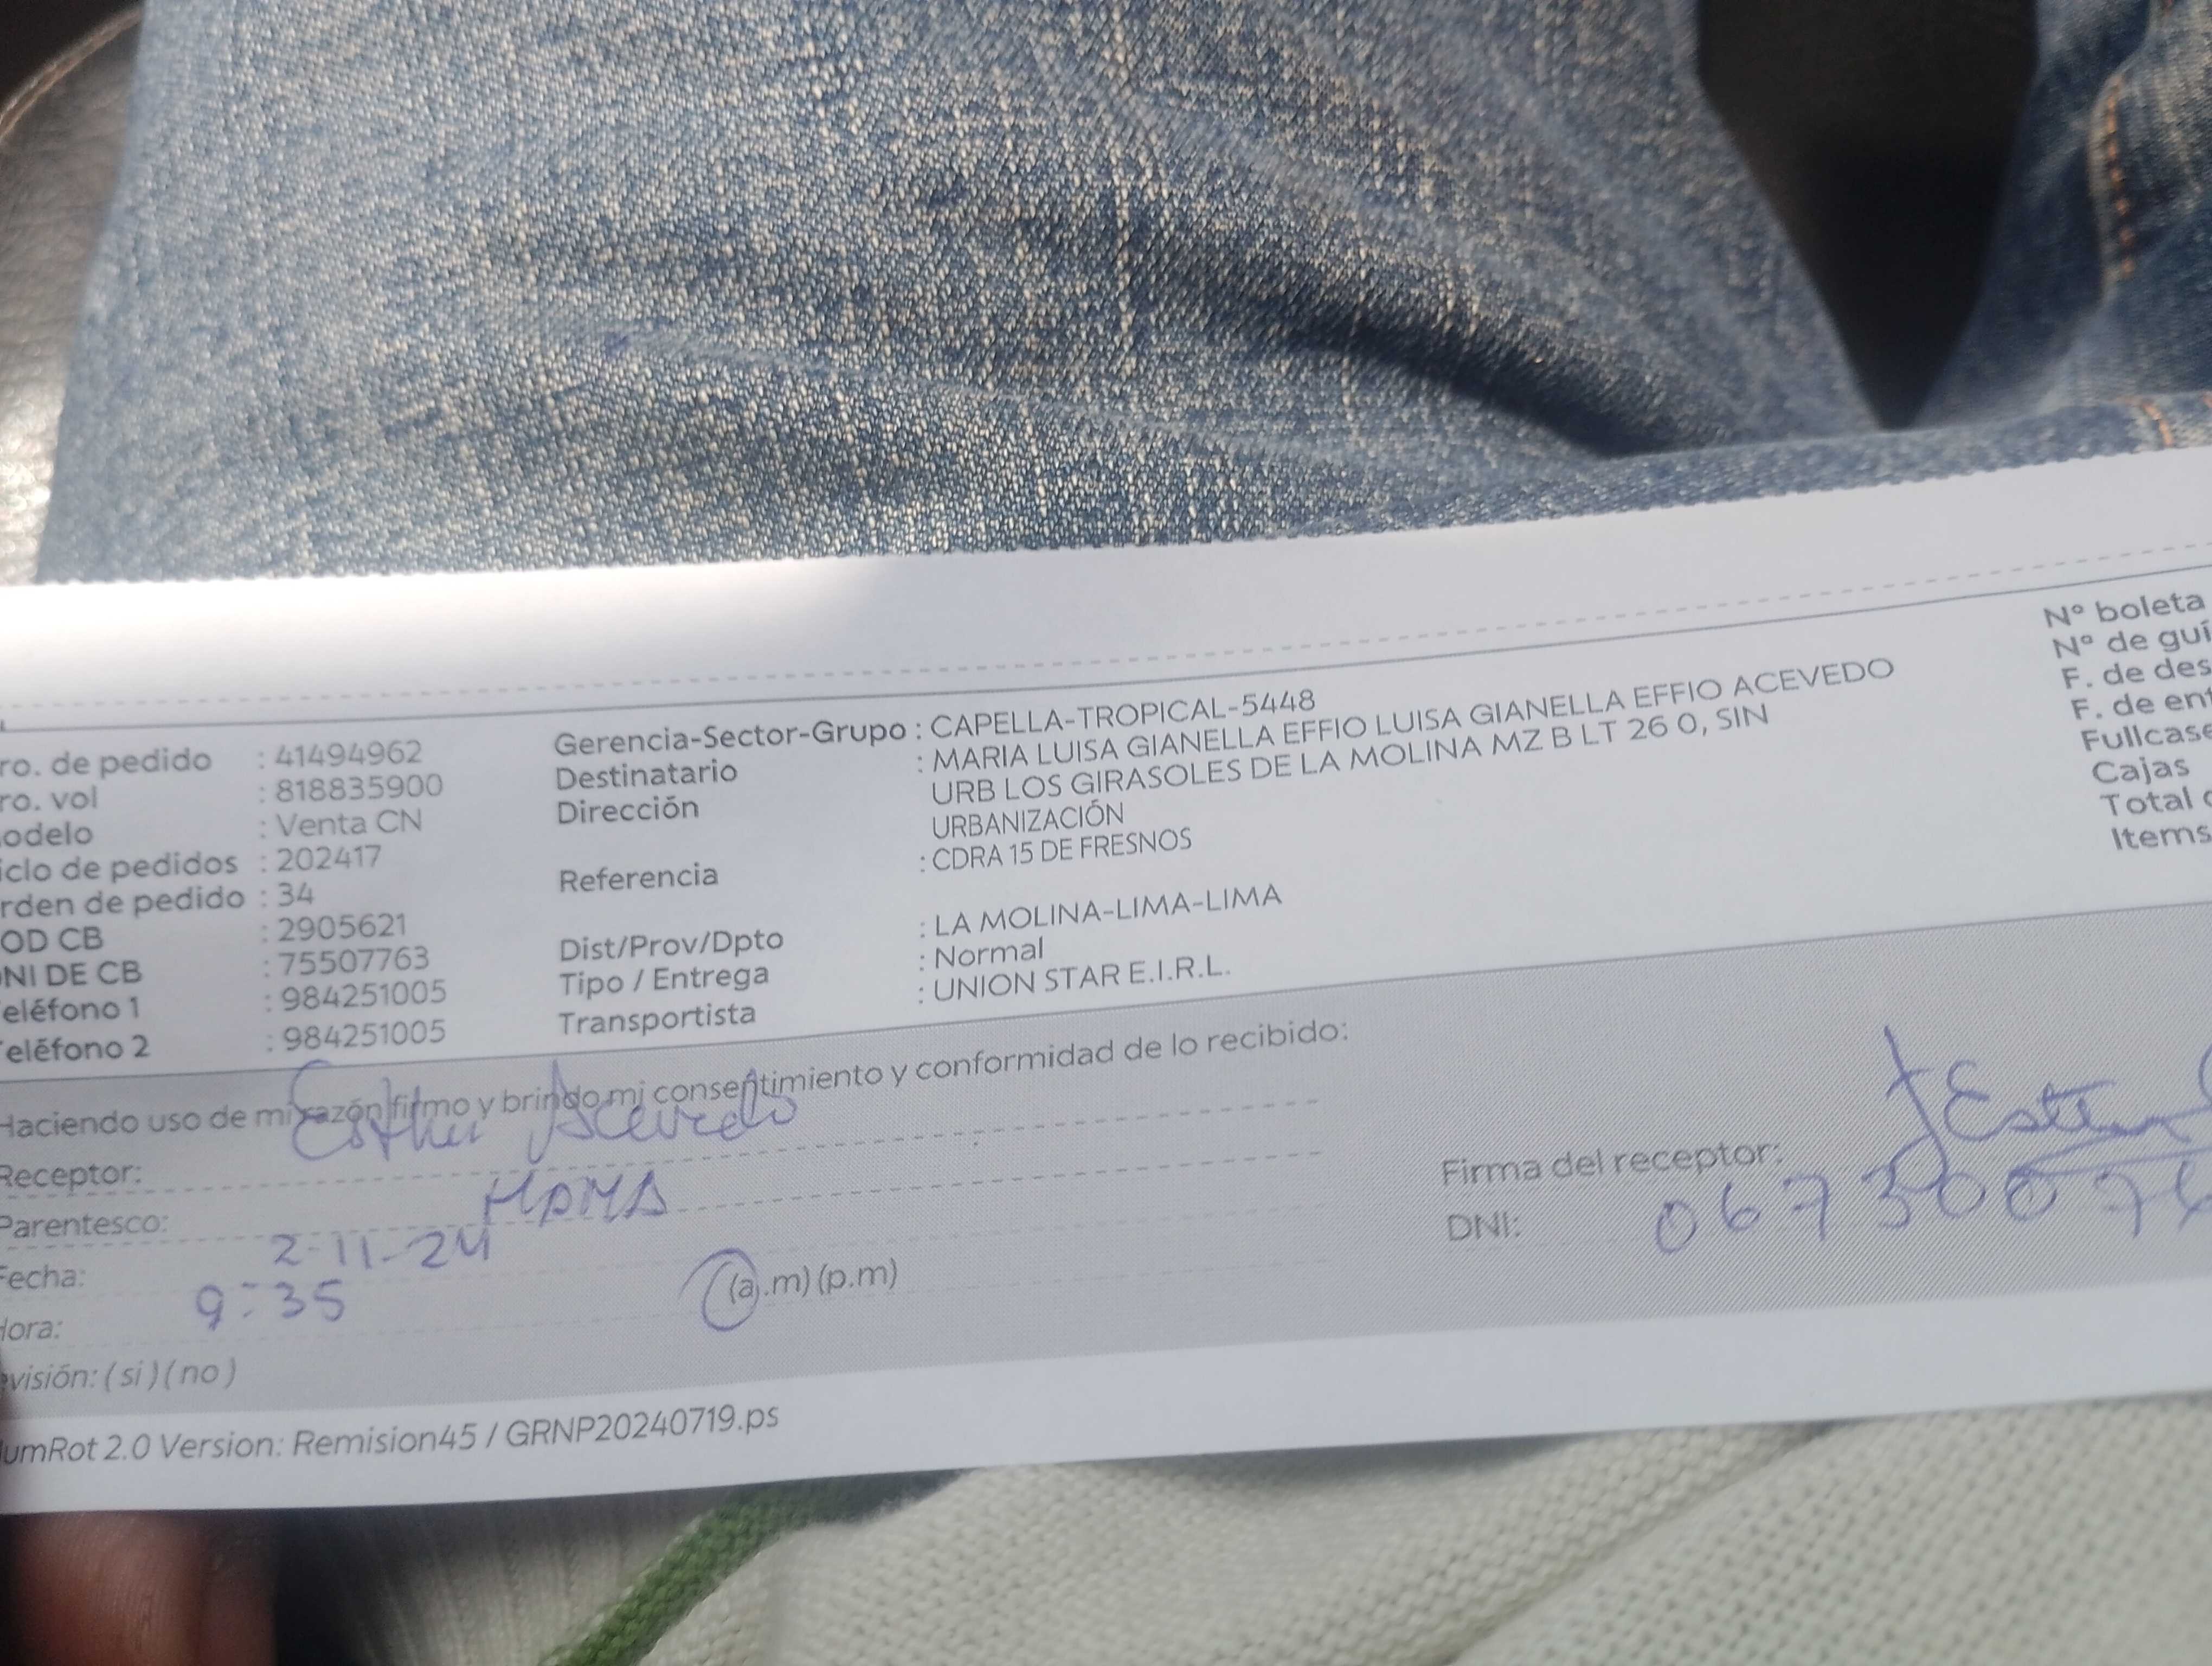 ro. de pedido : 41494962
ro. vol : 818835900
odelo : Venta CN
iclo de pedidos : 202417
rden de pedido : 34
OD CB : 2905621
NI DE CB : 75507763
eléfono 1 : 984251005
Teléfono 2 : 984251005
Gerencia-Sector-Grupo : CAPELLA-TROPICAL-5448
Destinatario : MARIA LUISA GIANELLA EFFIO LUISA GIANELLA EFFIO ACEVEDO
Dirección URB LOS GIRASOLES DE LA MOLINA MZ B LT 26 0, SIN
URBANIZACIÓN
Referencia : CDRA 15 DE FRESNOS
Dist/Prov/Dpto : LA MOLINA-LIMA-LIMA
Tipo / Entrega : Normal
Transportista : UNION STAR E.I.R.L.
N° boleta
N° de guí
F. de des
F. de ent
Fullcase
Cajas
Total
Items
Haciendo uso de mi razón firmo y brindo mi consentimiento y conformidad de lo recibido:
Receptor: Esther Acevedo
Parentesco: MAMA
Fecha: 2-11-24
Hora: 9:35 (a.m) (p.m)
visión: ( si ) ( no )
Firma del receptor: Esther
DNI: 0673007
umRot 2.0 Version: Remision45 / GRNP20240719.ps